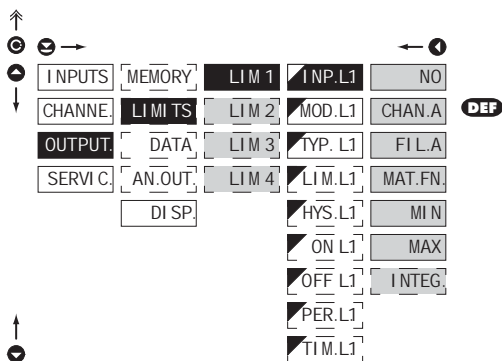 INPUTS MEMORY LIM 1 INP.L1 NO
CHANNE. LIMITS LIM 2 MOD.L1 CHAN.A DEF
OUTPUT. DATA LIM 3 TYP. L1 FIL.A
SERVIC. AN.OUT. LIM 4 LIM.L1 MAT.FN.
DISP. HYS.L1 MIN
ON L1 MAX
OFF L1 INTEG.
PER.L1
TIM.L1